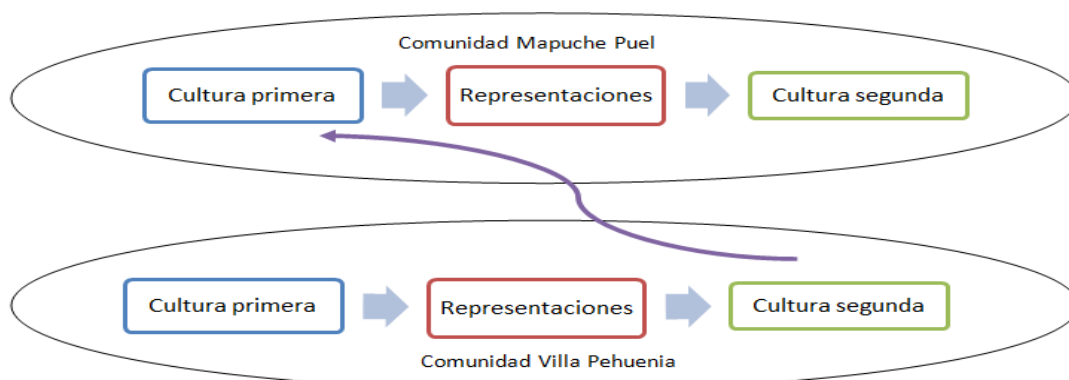 Comunidad Mapuche Puel
Cultura primera
Representaciones
Cultura segunda
Cultura primera
Representaciones
Cultura segunda
Comunidad Villa Pehuenia